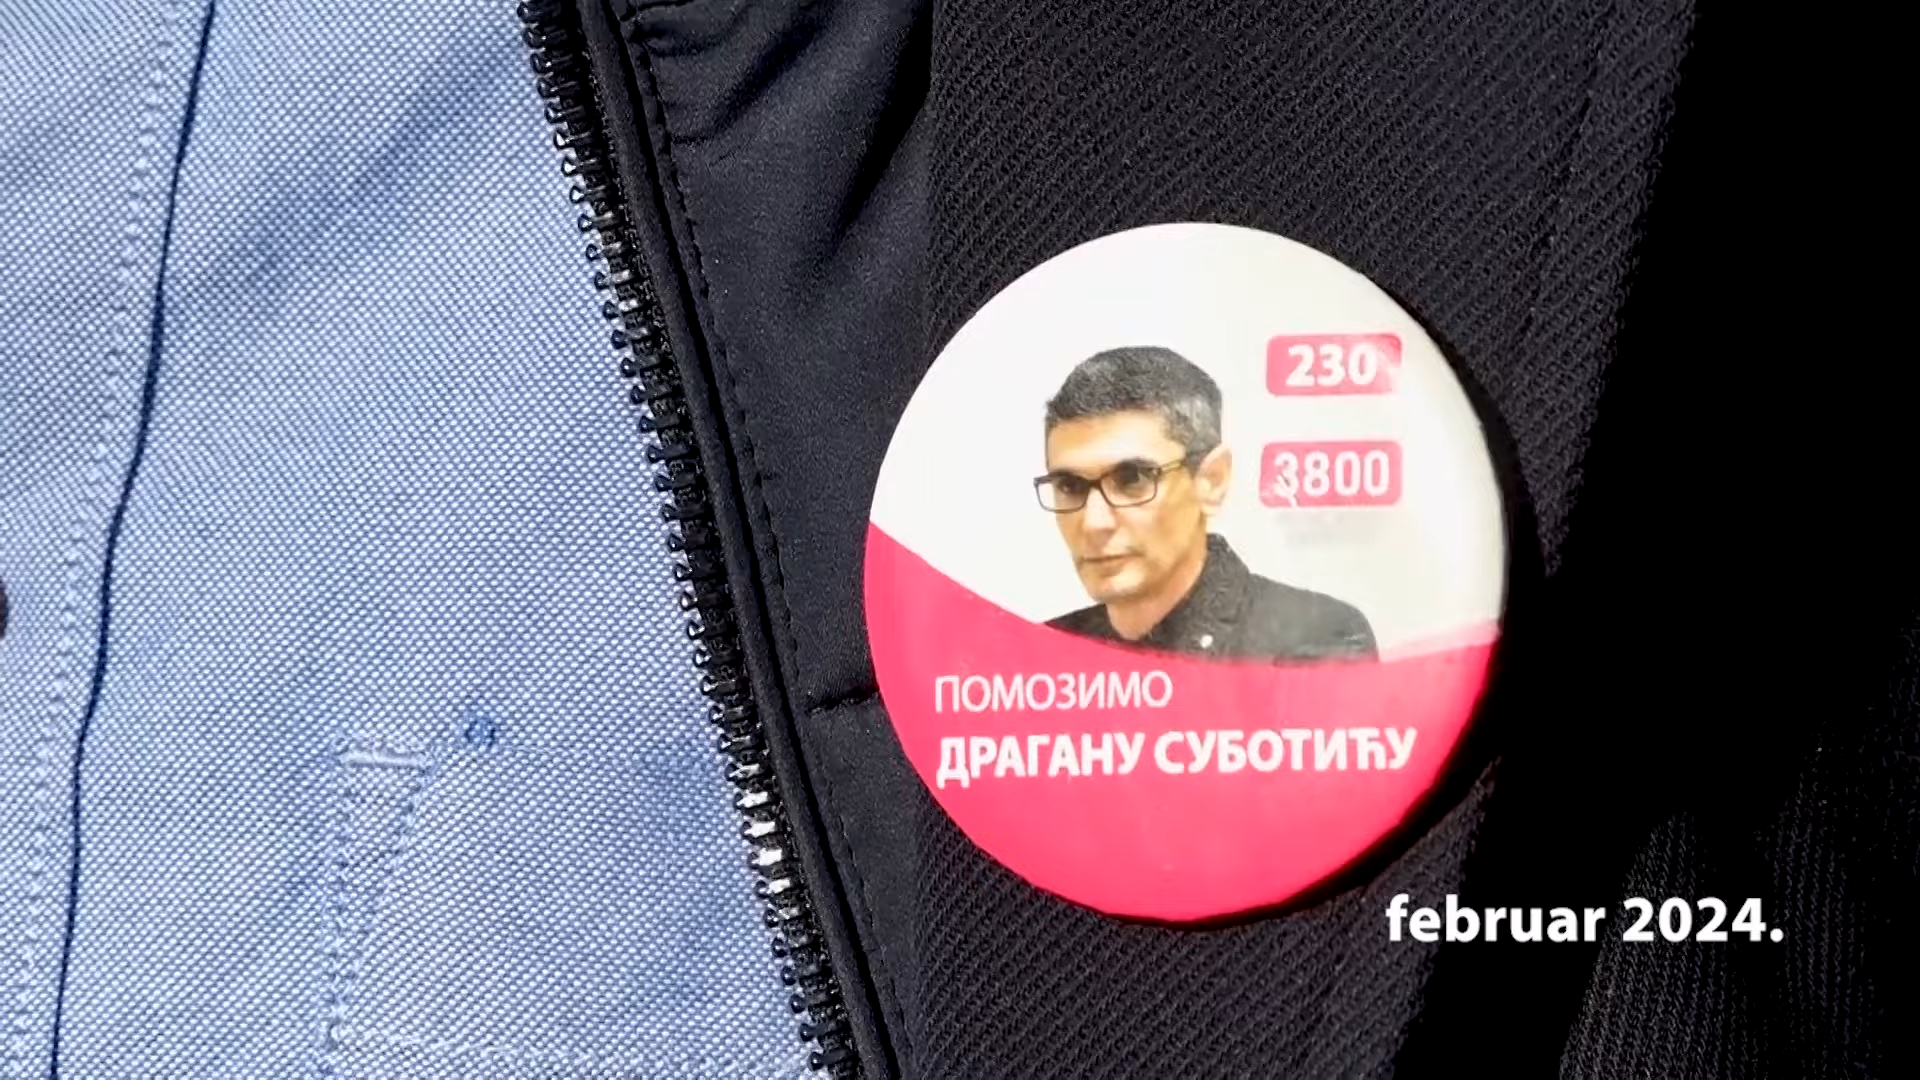 230
3800
ПОМОЗИМО
ДРАГАНУ СУБОТИЋУ
februar 2024.